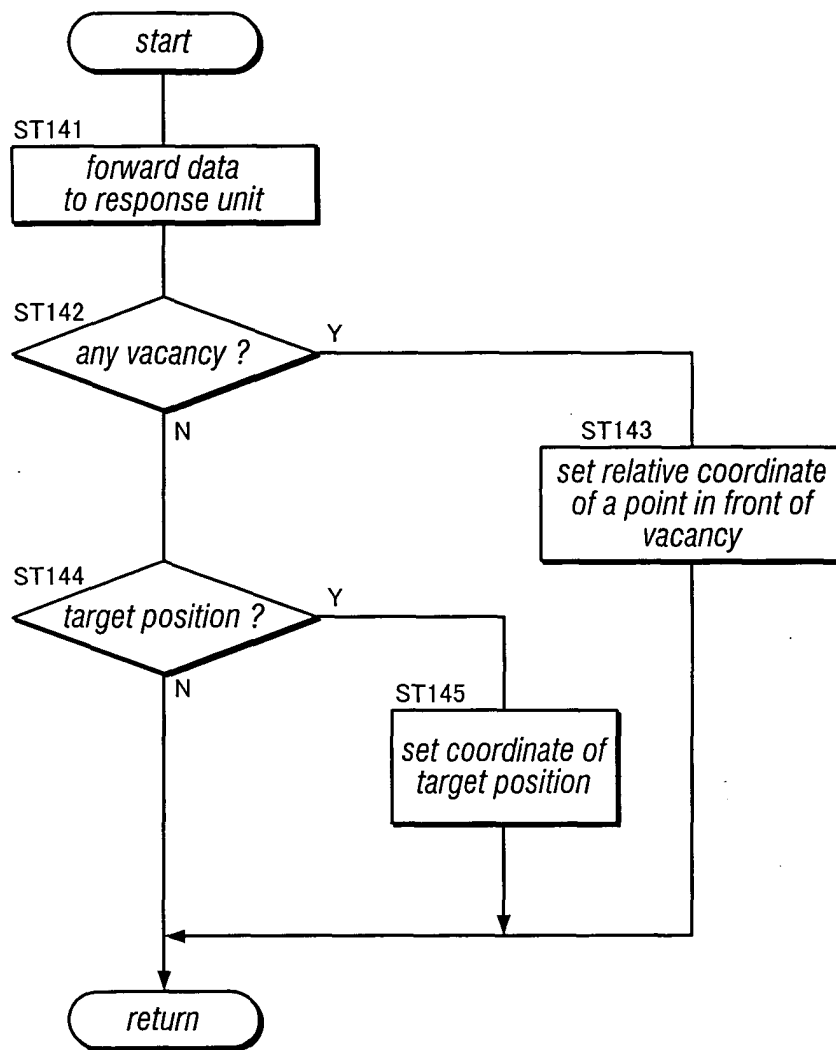 start
ST141
forward data
to response unit
ST142
any vacancy ?
Y
N
ST143
set relative coordinate
of a point in front of
vacancy
ST144
target position ?
Y
N
ST145
set coordinate of
target position
return